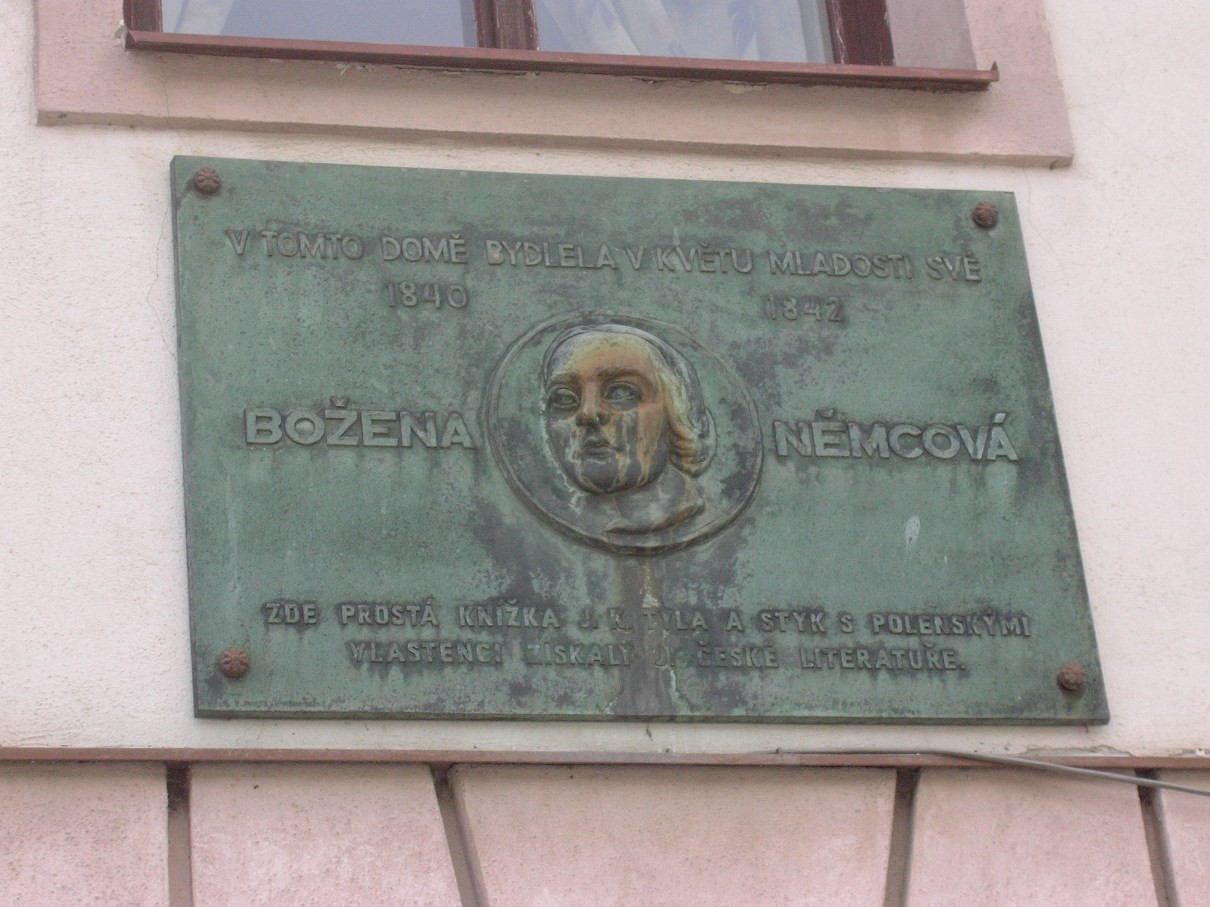 V TOMTO DOMĚ BYDLELA V KVĚTU MLADOSTI SVÉ
1840 1842
BOŽENA NĚMCOVÁ
ZDE PROSTÁ KNÍŽKA J. K. TYLA A STYK S POLENSKÝMI
VLASTENCI ZÍSKALY JI ČESKÉ LITERATUŘE.